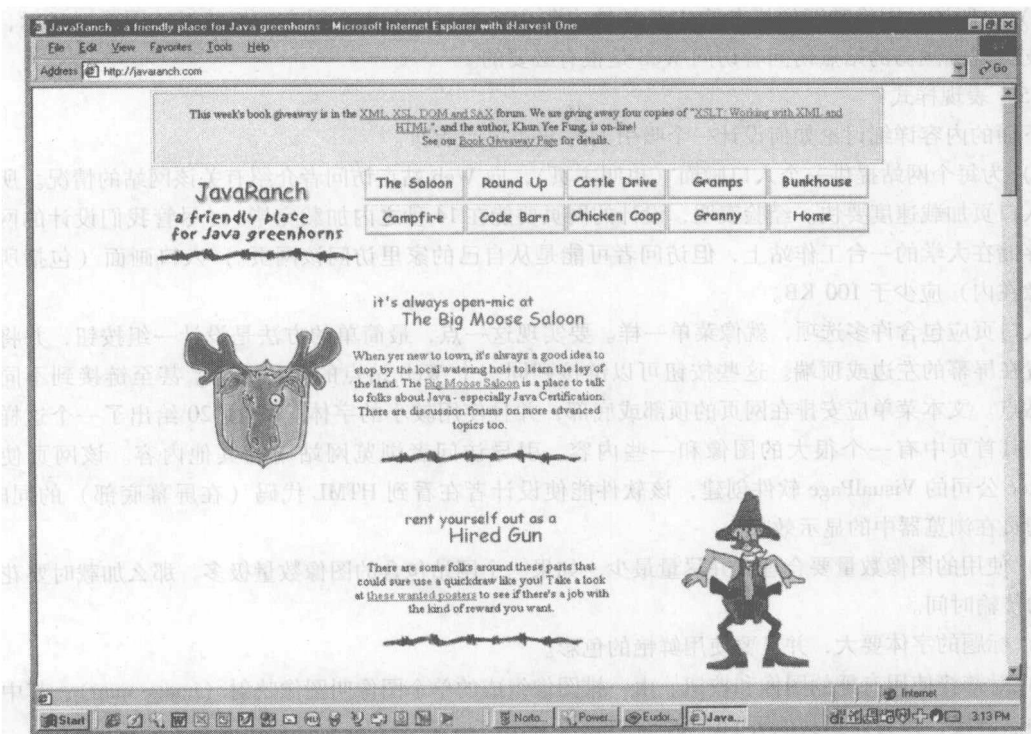 JavaRanch - a friendly place for Java greenhorns - Microsoft Internet Explorer with iHarvest One
File Edit View Favorites Tools Help
Address http://javaranch.com
Go
This week's book giveaway is in the XML, XSL, DOM and SAX forum. We are giving away four copies of "XSLT: Working with XML and
HTML", and the author, Khun Yee Fung, is on-line!
See our Book Giveaway Page for details.
JavaRanch
a friendly place
for Java greenhorns
The Saloon Round Up Cattle Drive Gramps Bunkhouse
Campfire Code Barn Chicken Coop Granny Home
it's always open-mic at
The Big Moose Saloon
When yer new to town, it's always a good idea to
stop by the local watering hole to learn the lay of
the land. The Big Moose Saloon is a place to talk
to folks about Java - especially Java Certification.
There are discussion forums on more advanced
topics too.
rent yourself out as a
Hired Gun
There are some folks around these parts that
could just use a quickdraw like you! Take a look
at these wanted posters to see if there's a job with
the kind of reward you want.
Internet
Start Norto... Power... Eudor... Java... 3:13 PM